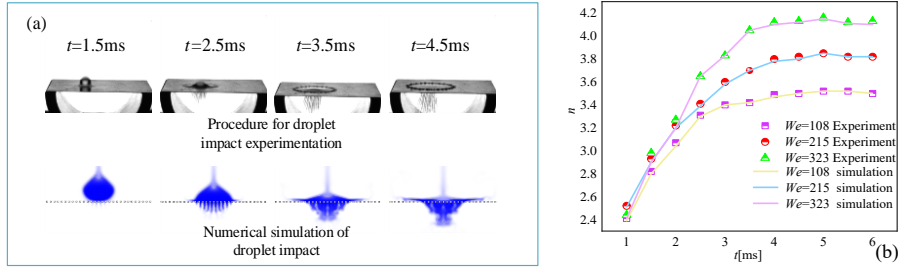 (a)
t=1.5ms
t=2.5ms
t=3.5ms
t=4.5ms
Procedure for droplet
impact experimentation
Numerical simulation of
droplet impact
n
4.2
4.0
3.8
3.6
3.4
3.2
3.0
2.8
2.6
2.4
We=108 Experiment
We=215 Experiment
We=323 Experiment
We=108 simulation
We=215 simulation
We=323 simulation
1
2
3
4
5
6
t[ms]
(b)